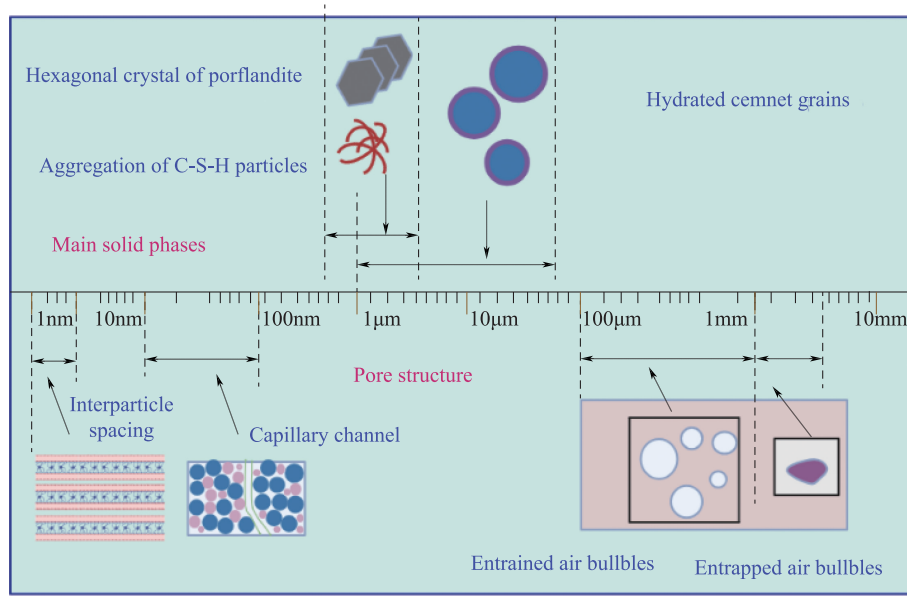 Hexagonal crystal of porflandite
Hydrated cemnet grains
Aggregation of C-S-H particles
Main solid phases
1nm 10nm 100nm 1μm 10μm 100μm 1mm 10mm
Pore structure
Interparticle
spacing
Capillary channel
Entrained air bullbles
Entrapped air bullbles